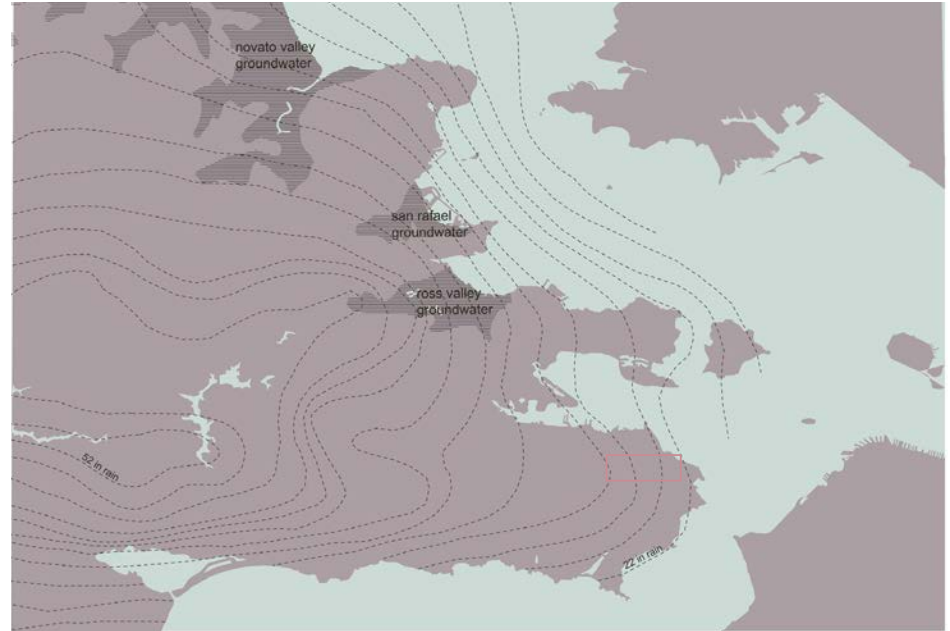 novato valley
groundwater
san rafael
groundwater
ross valley
groundwater
52 in rain
22 in rain